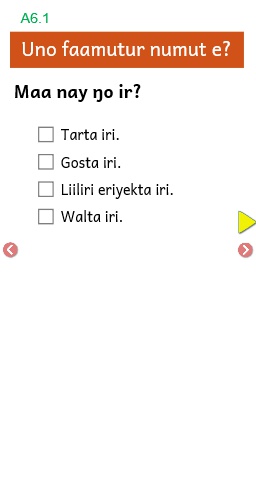 A6.1
Uno faamutur numut e?
Maa nay ŋo ir?
Tarta iri.
Gosta iri.
Liiliri eriyekta iri.
Walta iri.